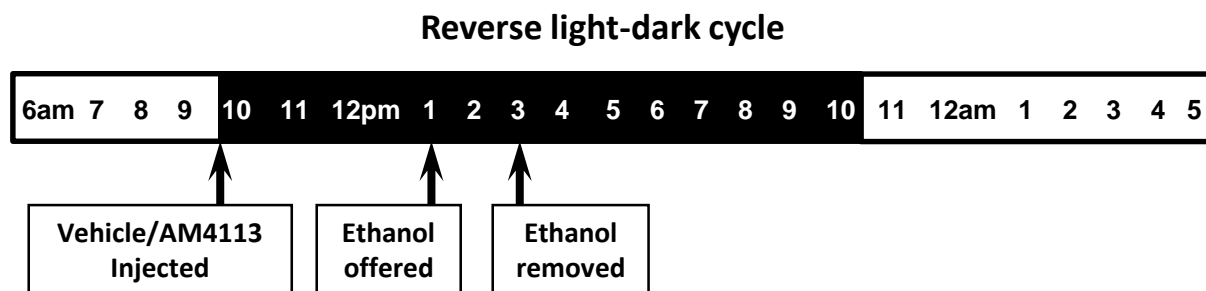 Reverse light-dark cycle
6am 7 8 9 10 11 12pm 1 2 3 4 5 6 7 8 9 10 11 12am 1 2 3 4 5
Vehicle/AM4113
Injected
Ethanol
offered
Ethanol
removed